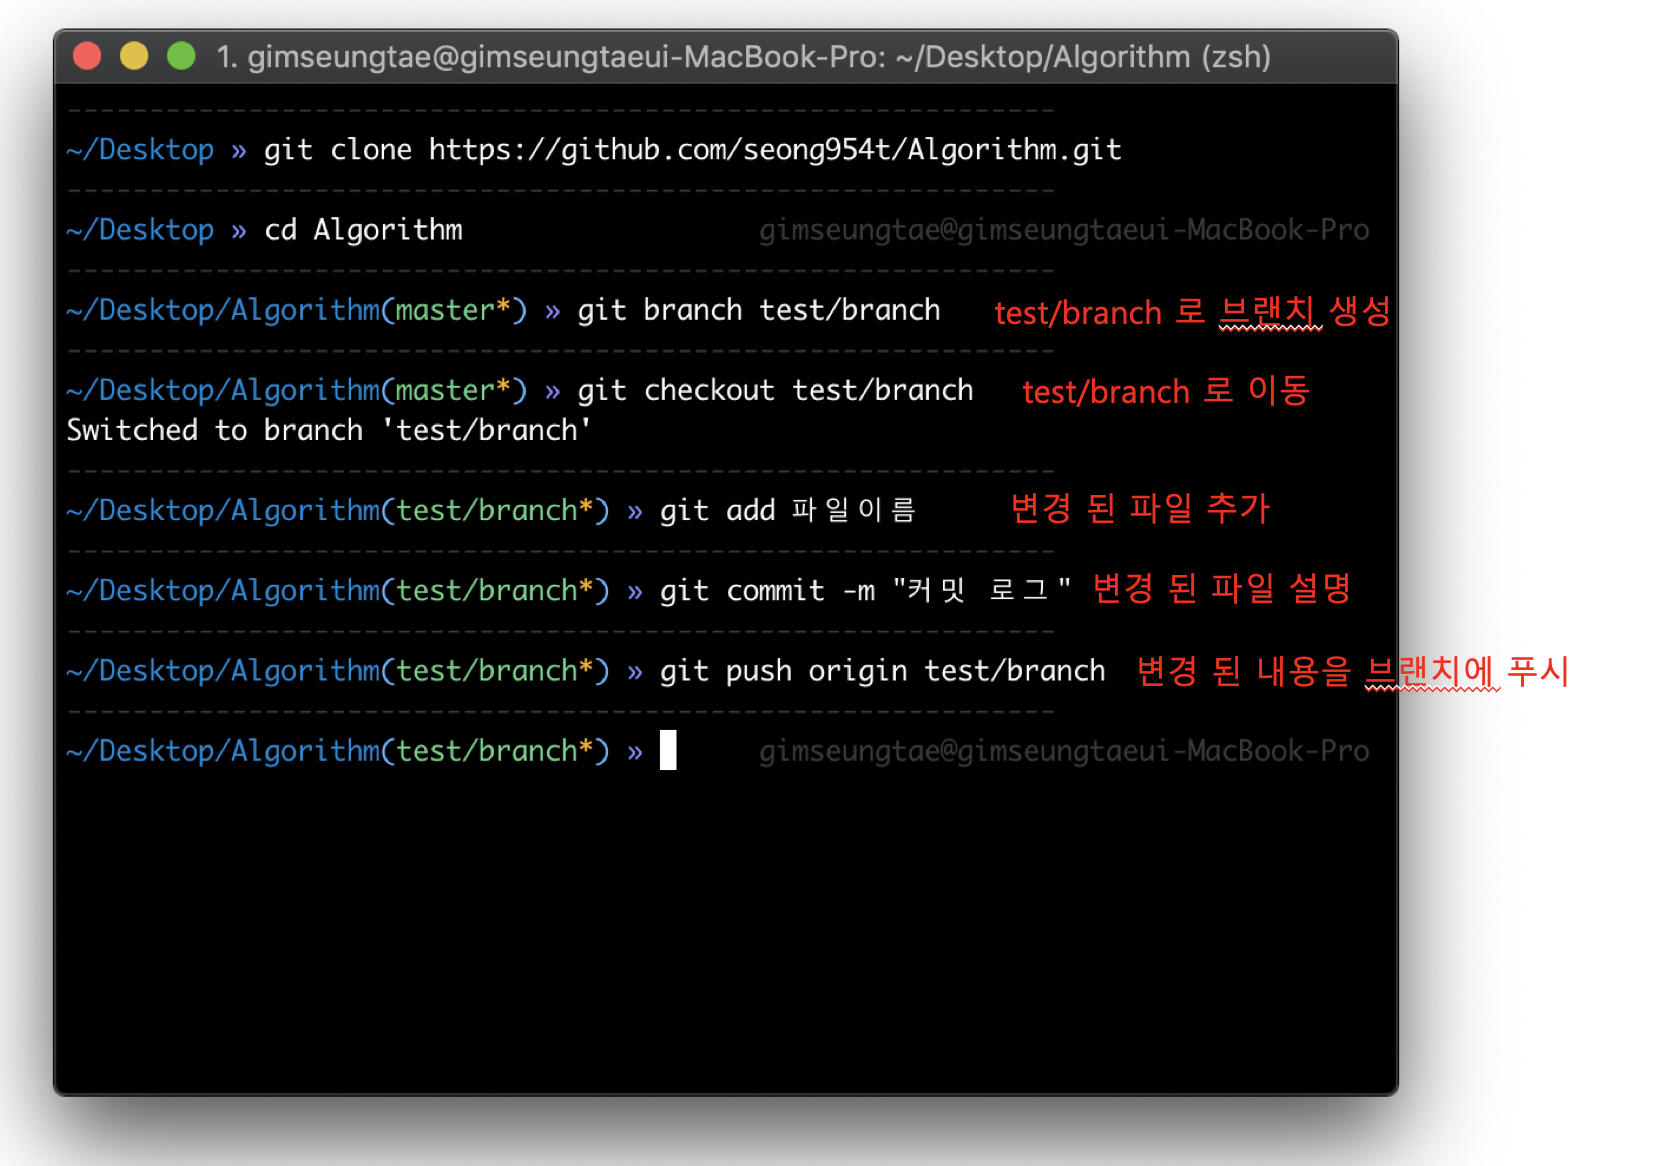 1. gimseungtae@gimseungtaeui-MacBook-Pro: ~/Desktop/Algorithm (zsh)
~/Desktop » git clone https://github.com/seong954t/Algorithm.git
~/Desktop » cd Algorithm gimseungtae@gimseungtaeui-MacBook-Pro
~/Desktop/Algorithm(master*) » git branch test/branch test/branch 로 브랜치 생성
~/Desktop/Algorithm(master*) » git checkout test/branch test/branch 로 이동
Switched to branch 'test/branch'
~/Desktop/Algorithm(test/branch*) » git add 파일이름 변경 된 파일 추가
~/Desktop/Algorithm(test/branch*) » git commit -m "커밋 로그" 변경 된 파일 설명
~/Desktop/Algorithm(test/branch*) » git push origin test/branch 변경 된 내용을 브랜치에 푸시
~/Desktop/Algorithm(test/branch*) » gimseungtae@gimseungtaeui-MacBook-Pro